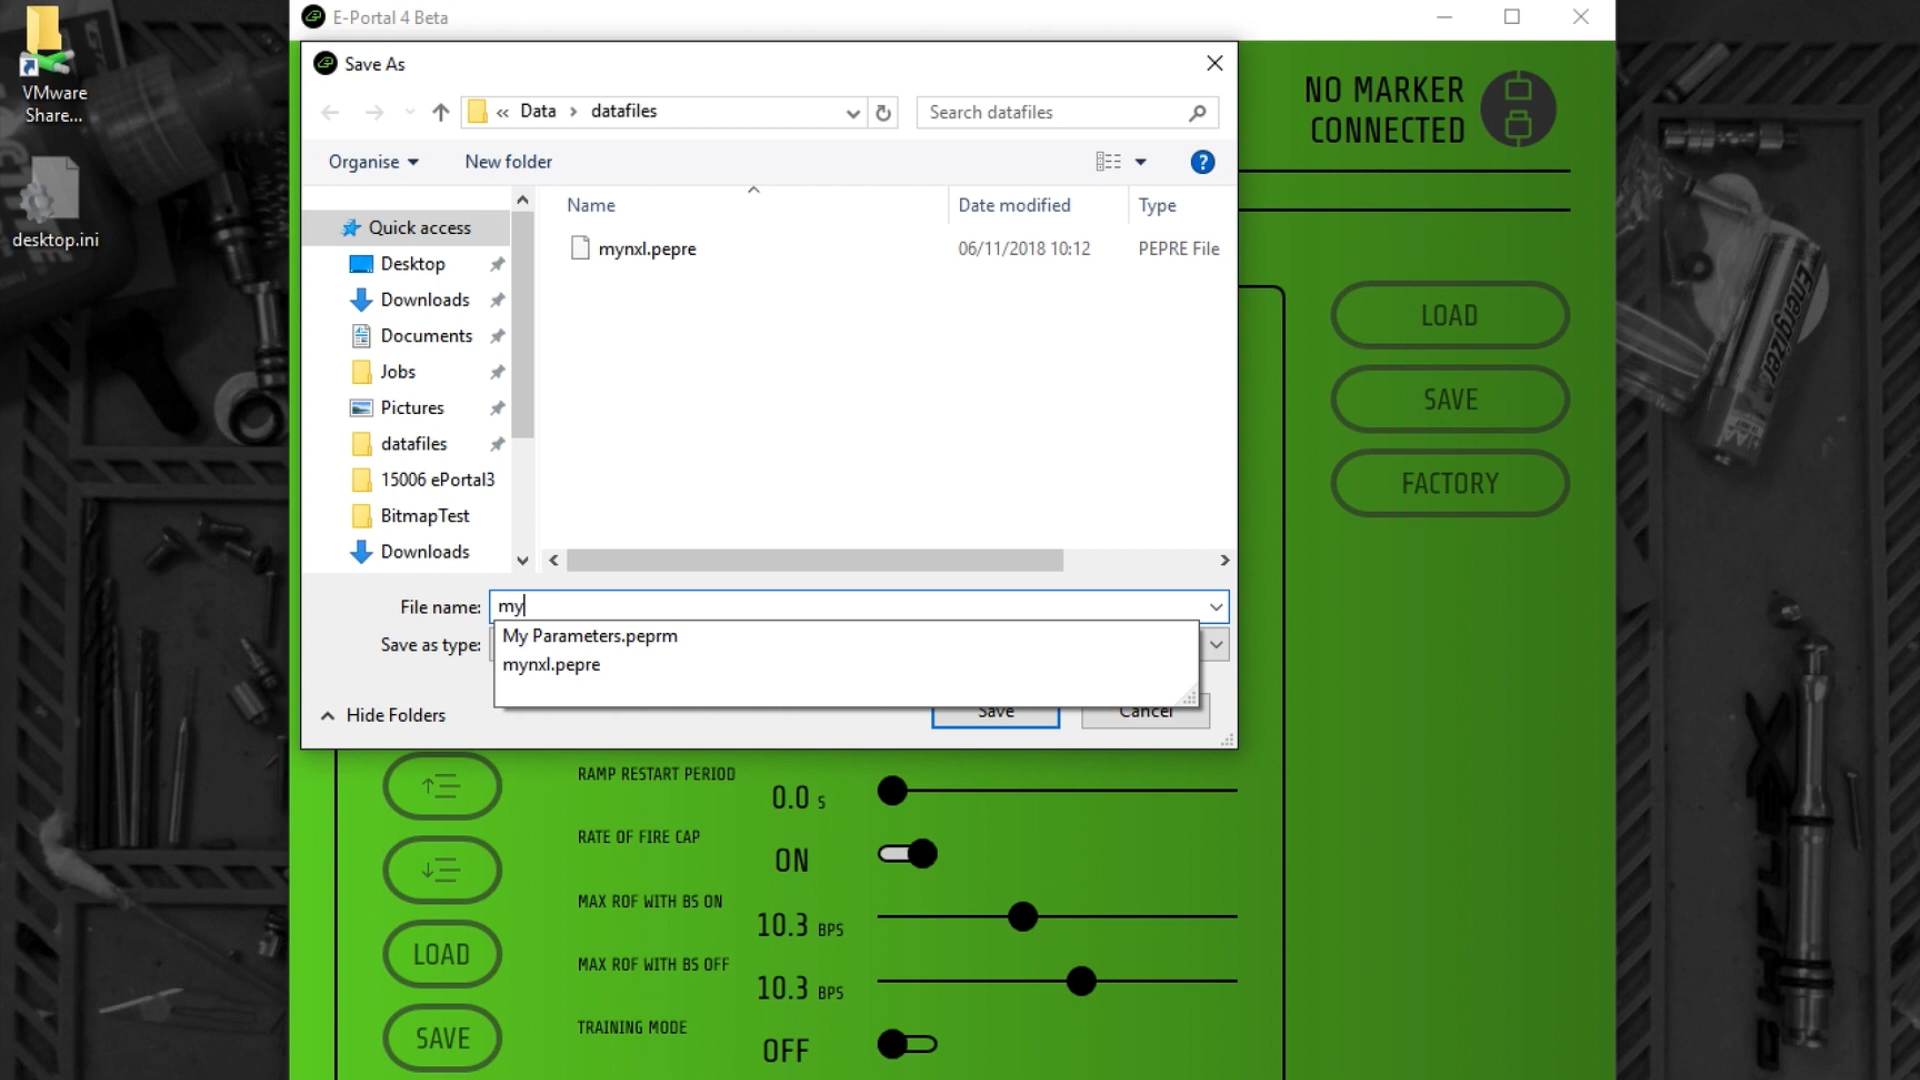 VMware
Share...
desktop.ini
E-Portal 4 Beta
Save As
« Data > datafiles
Search datafiles
Organise
New folder
Name
Date modified
Type
mynxl.pepre
06/11/2018 10:12
PEPRE File
Quick access
Desktop
Downloads
Documents
Jobs
Pictures
datafiles
15006 ePortal3
BitmapTest
Downloads
File name:
my
Save as type:
My Parameters.peprm
mynxl.pepre
Hide Folders
Save
Cancel
NO MARKER
CONNECTED
LOAD
SAVE
FACTORY
LOAD
SAVE
RAMP RESTART PERIOD
0.0 S
RATE OF FIRE CAP
ON
MAX ROF WITH BS ON
10.3 BPS
MAX ROF WITH BS OFF
10.3 BPS
TRAINING MODE
OFF
Energizer